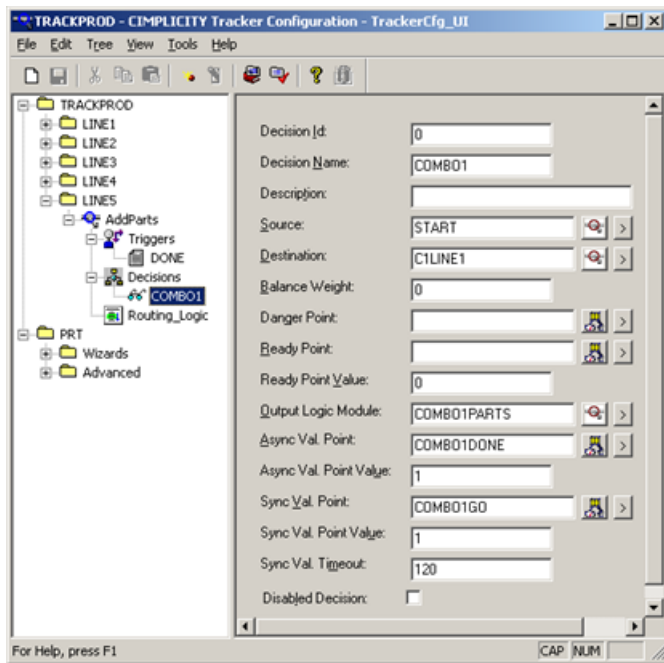 TRACKPROD - CIMPLICITY Tracker Configuration - TrackerCfg_UI
File Edit Tree View Tools Help
TRACKPROD
LINE1
LINE2
LINE3
LINE4
LINE5
AddParts
Triggers
DONE
Decisions
COMBO1
Routing_Logic
PRT
Wizards
Advanced
Decision Id: 0
Decision Name: COMBO1
Description:
Source: START
Destination: C1LINE1
Balance Weight: 0
Danger Point:
Ready Point:
Ready Point Value: 0
Output Logic Module: COMBO1PARTS
Async Val. Point: COMBO1DONE
Async Val. Point Value: 1
Sync Val. Point: COMBO1GO
Sync Val. Point Value: 1
Sync Val. Timeout: 120
Disabled Decision:
For Help, press F1
CAP NUM